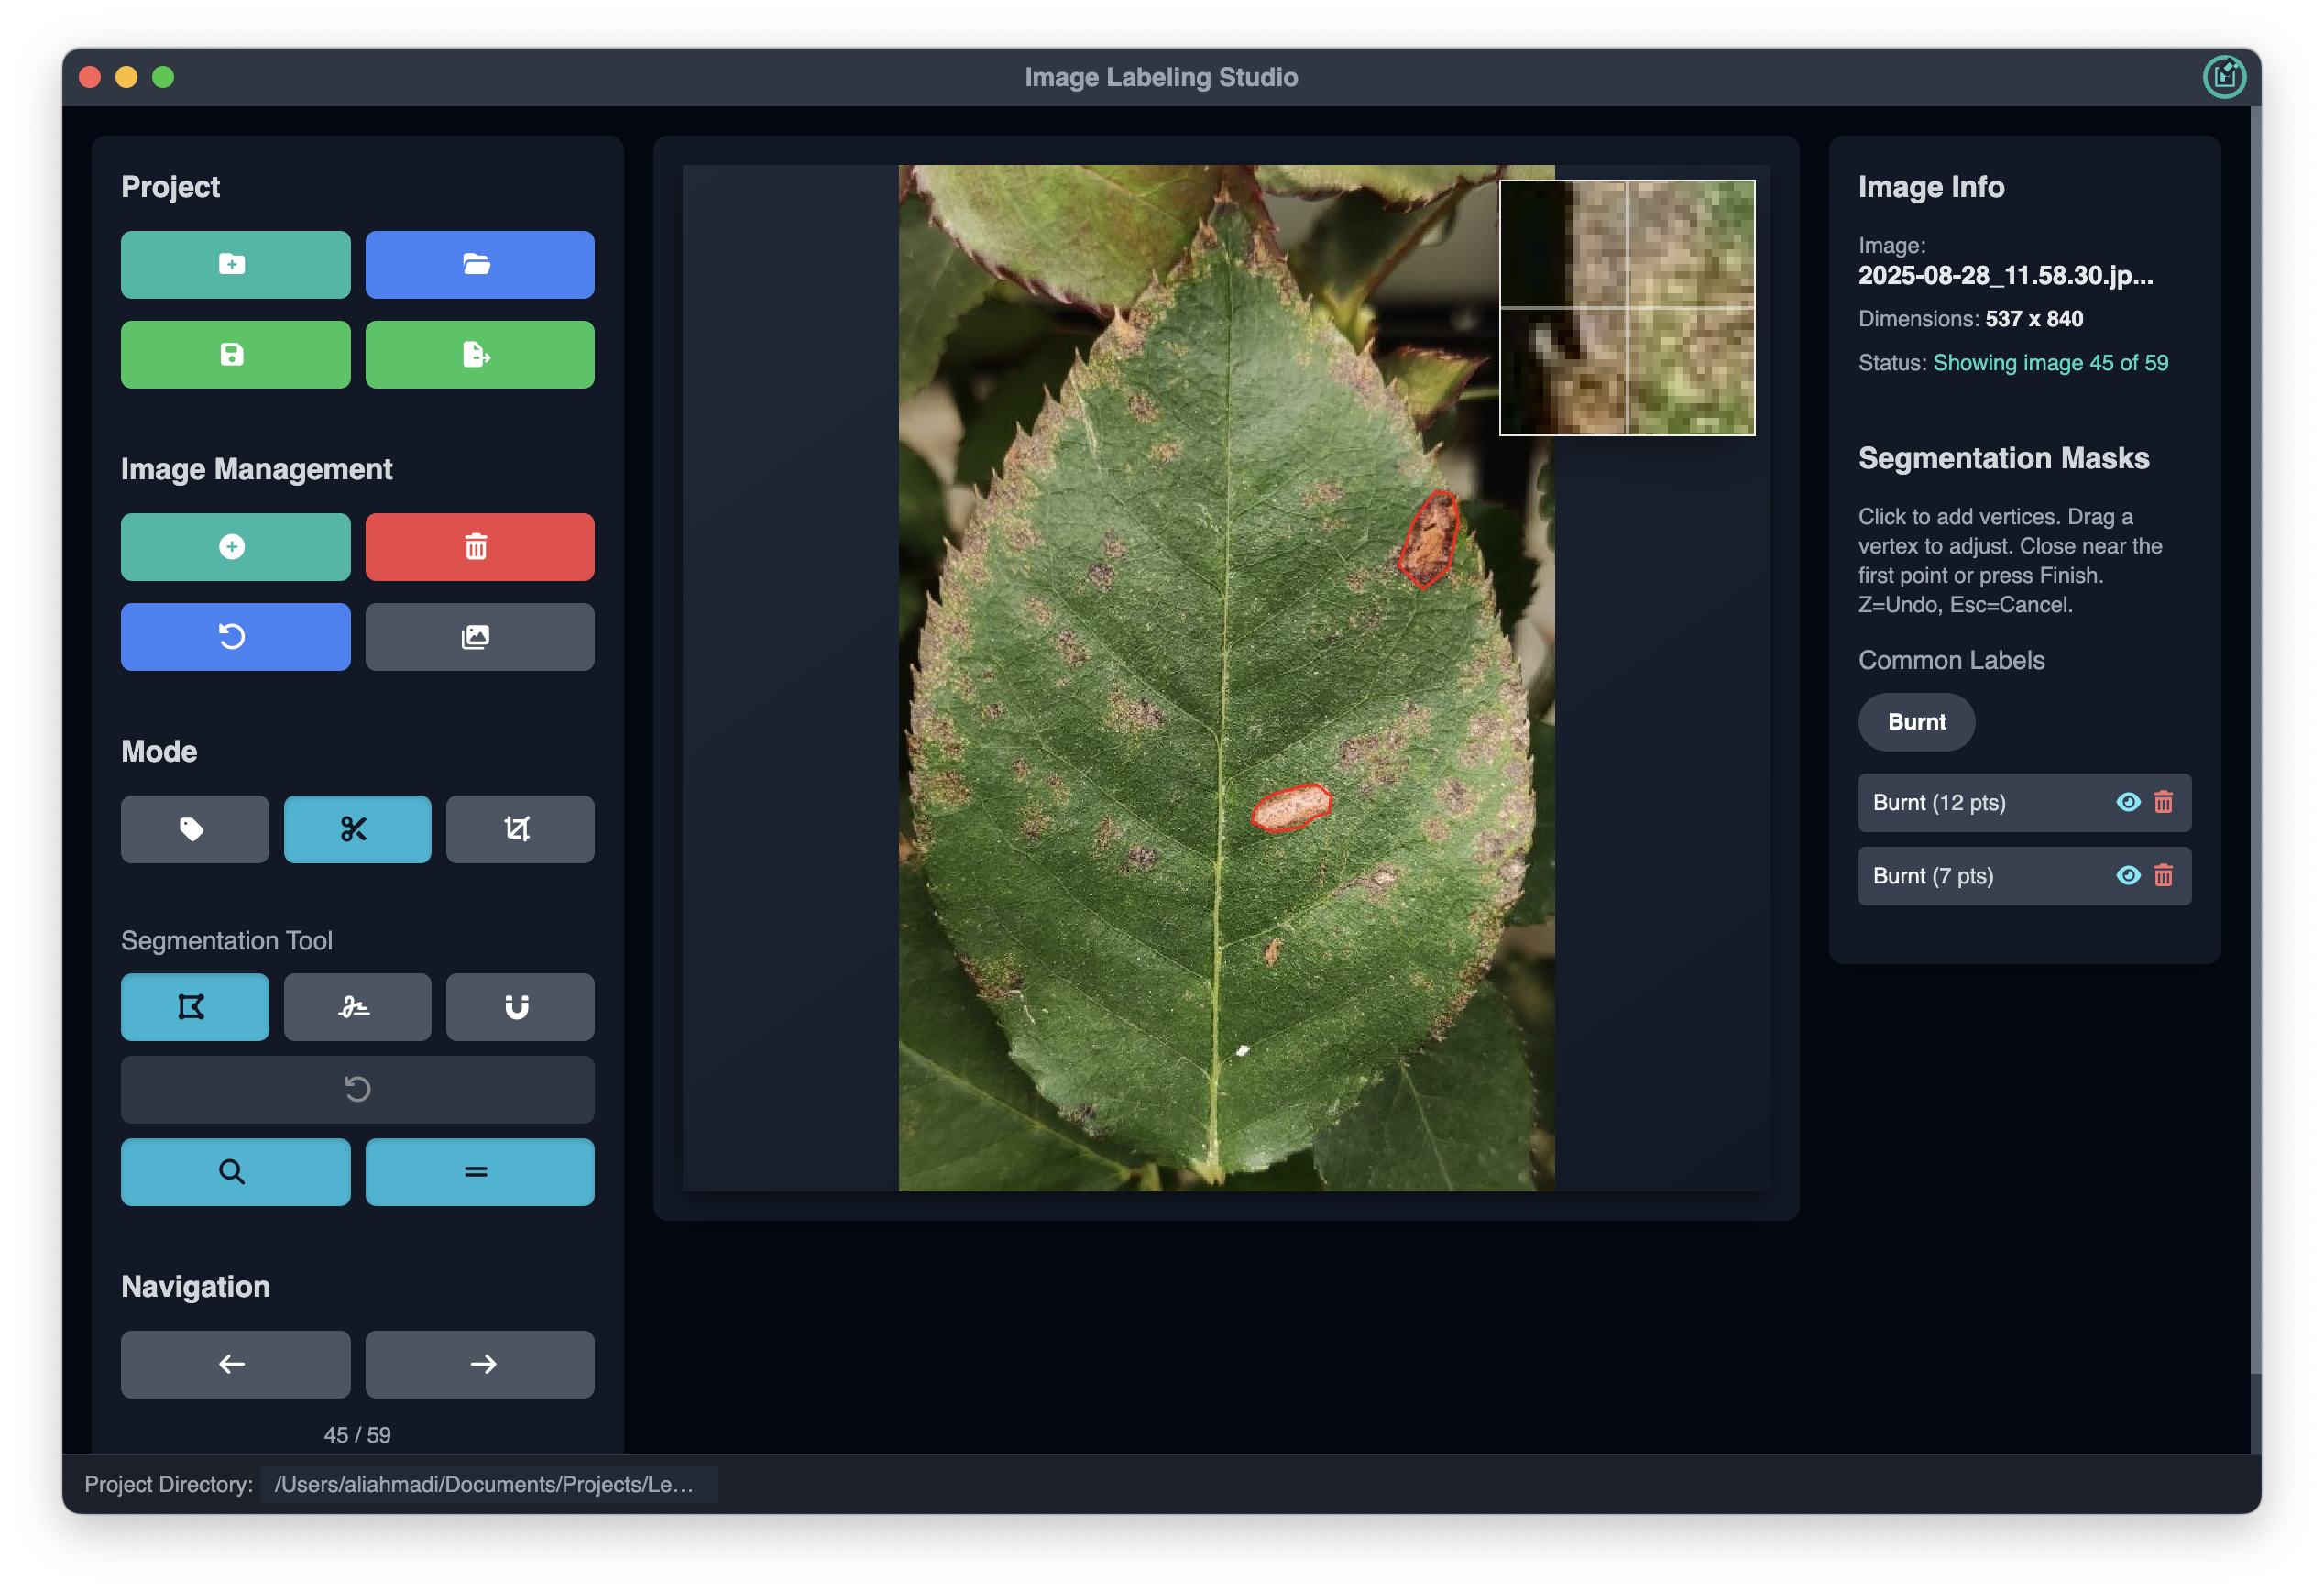 Image Labeling Studio
Project
Image Management
Mode
Segmentation Tool
Navigation
45 / 59
Image Info
Image:
2025-08-28_11.58.30.jp...
Dimensions: 537 x 840
Status: Showing image 45 of 59
Segmentation Masks
Click to add vertices. Drag a
vertex to adjust. Close near the
first point or press Finish.
Z=Undo, Esc=Cancel.
Common Labels
Burnt
Burnt (12 pts)
Burnt (7 pts)
Project Directory: /Users/aliahmadi/Documents/Projects/Le...